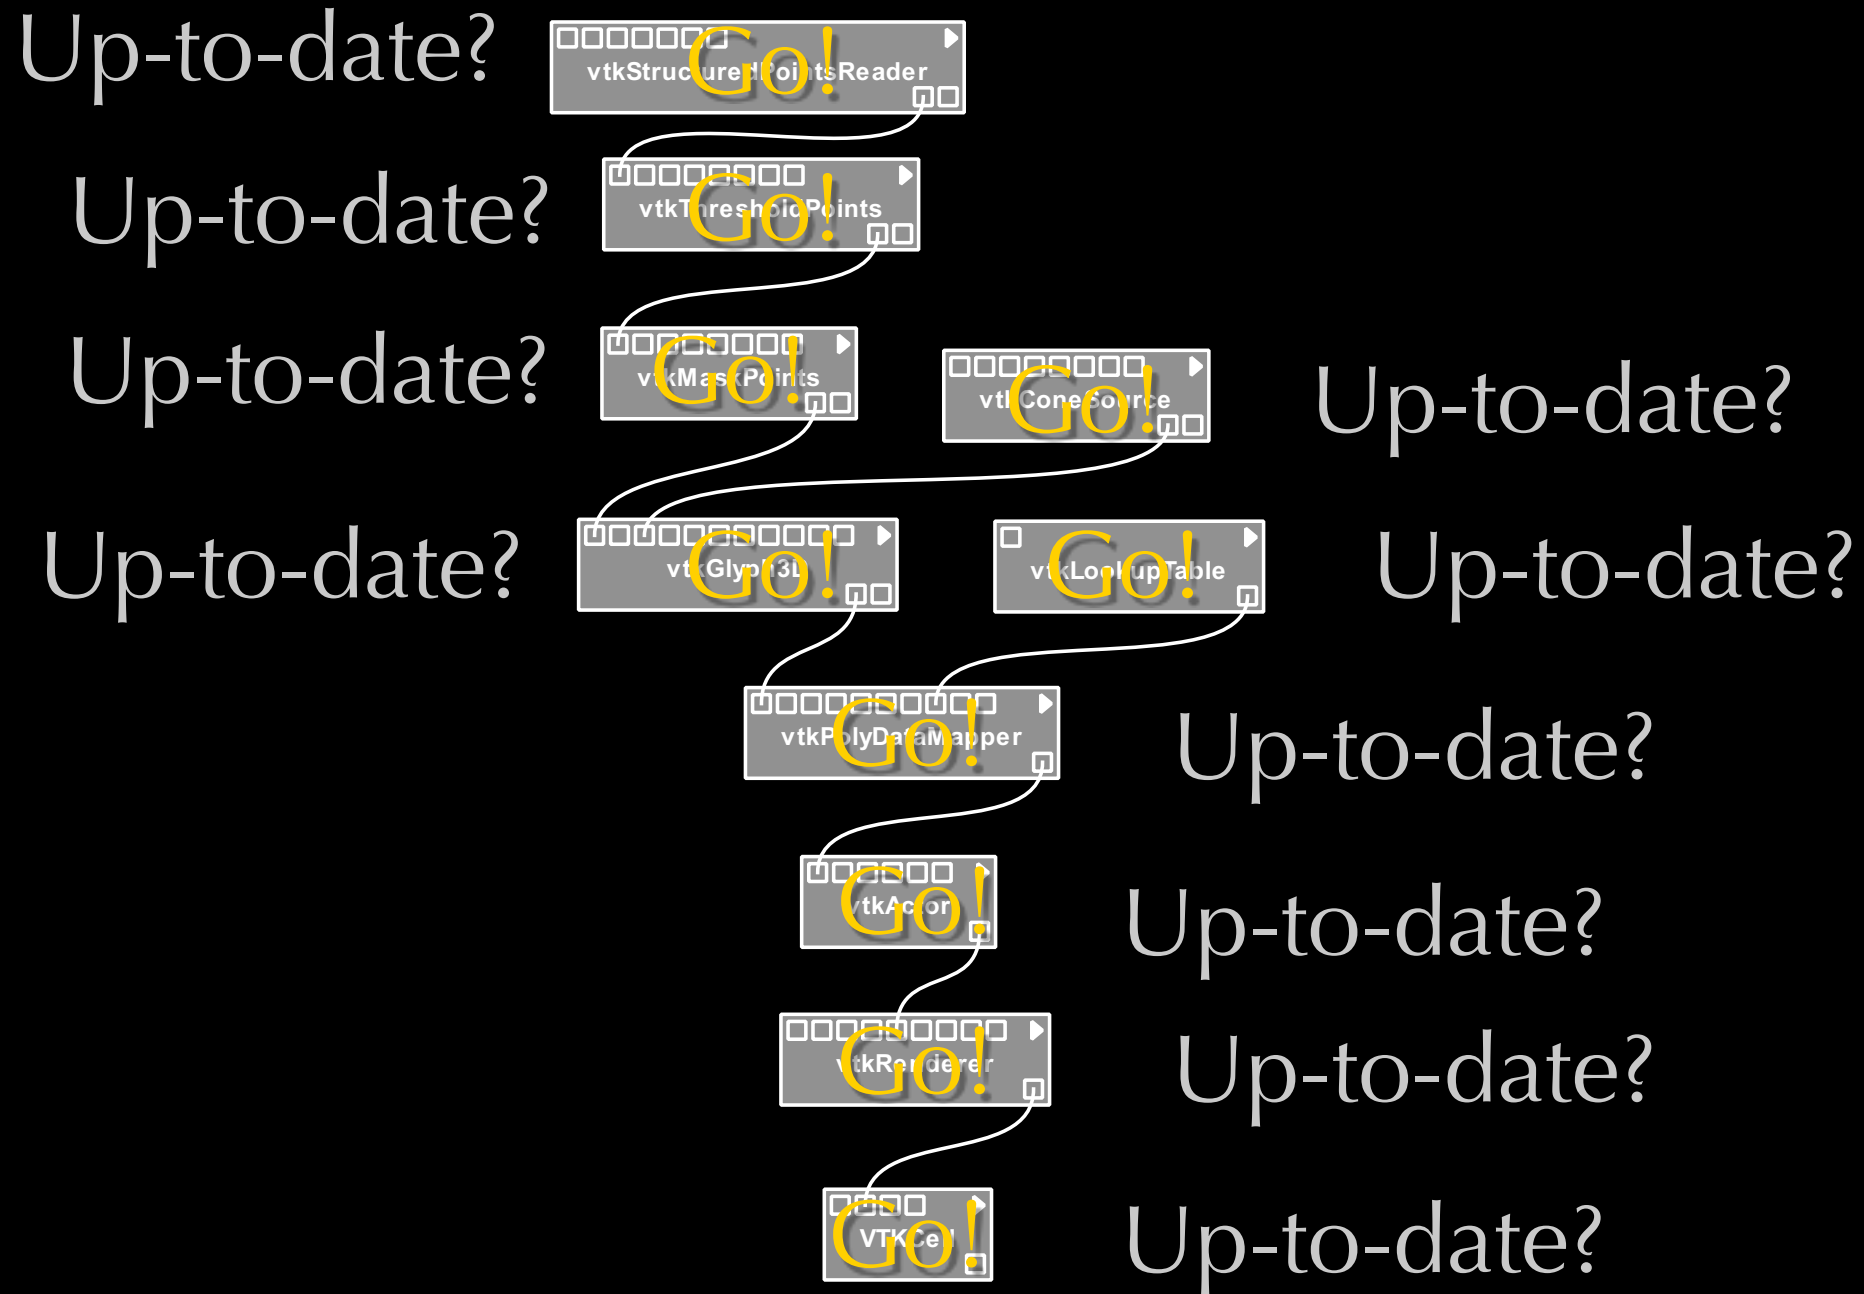 Up-to-date?
vtkStructuredPointsReader
Go!
Up-to-date?
vtkThresholdPoints
Go!
Up-to-date?
vtkMaskPoints
Go!
vtkConeSource
Go!
Up-to-date?
Up-to-date?
vtkGlyph3D
Go!
vtkLookupTable
Go!
Up-to-date?
vtkPolyDataMapper
Go!
Up-to-date?
vtkActor
Go!
Up-to-date?
vtkRenderer
Go!
Up-to-date?
VTKCell
Go!
Up-to-date?